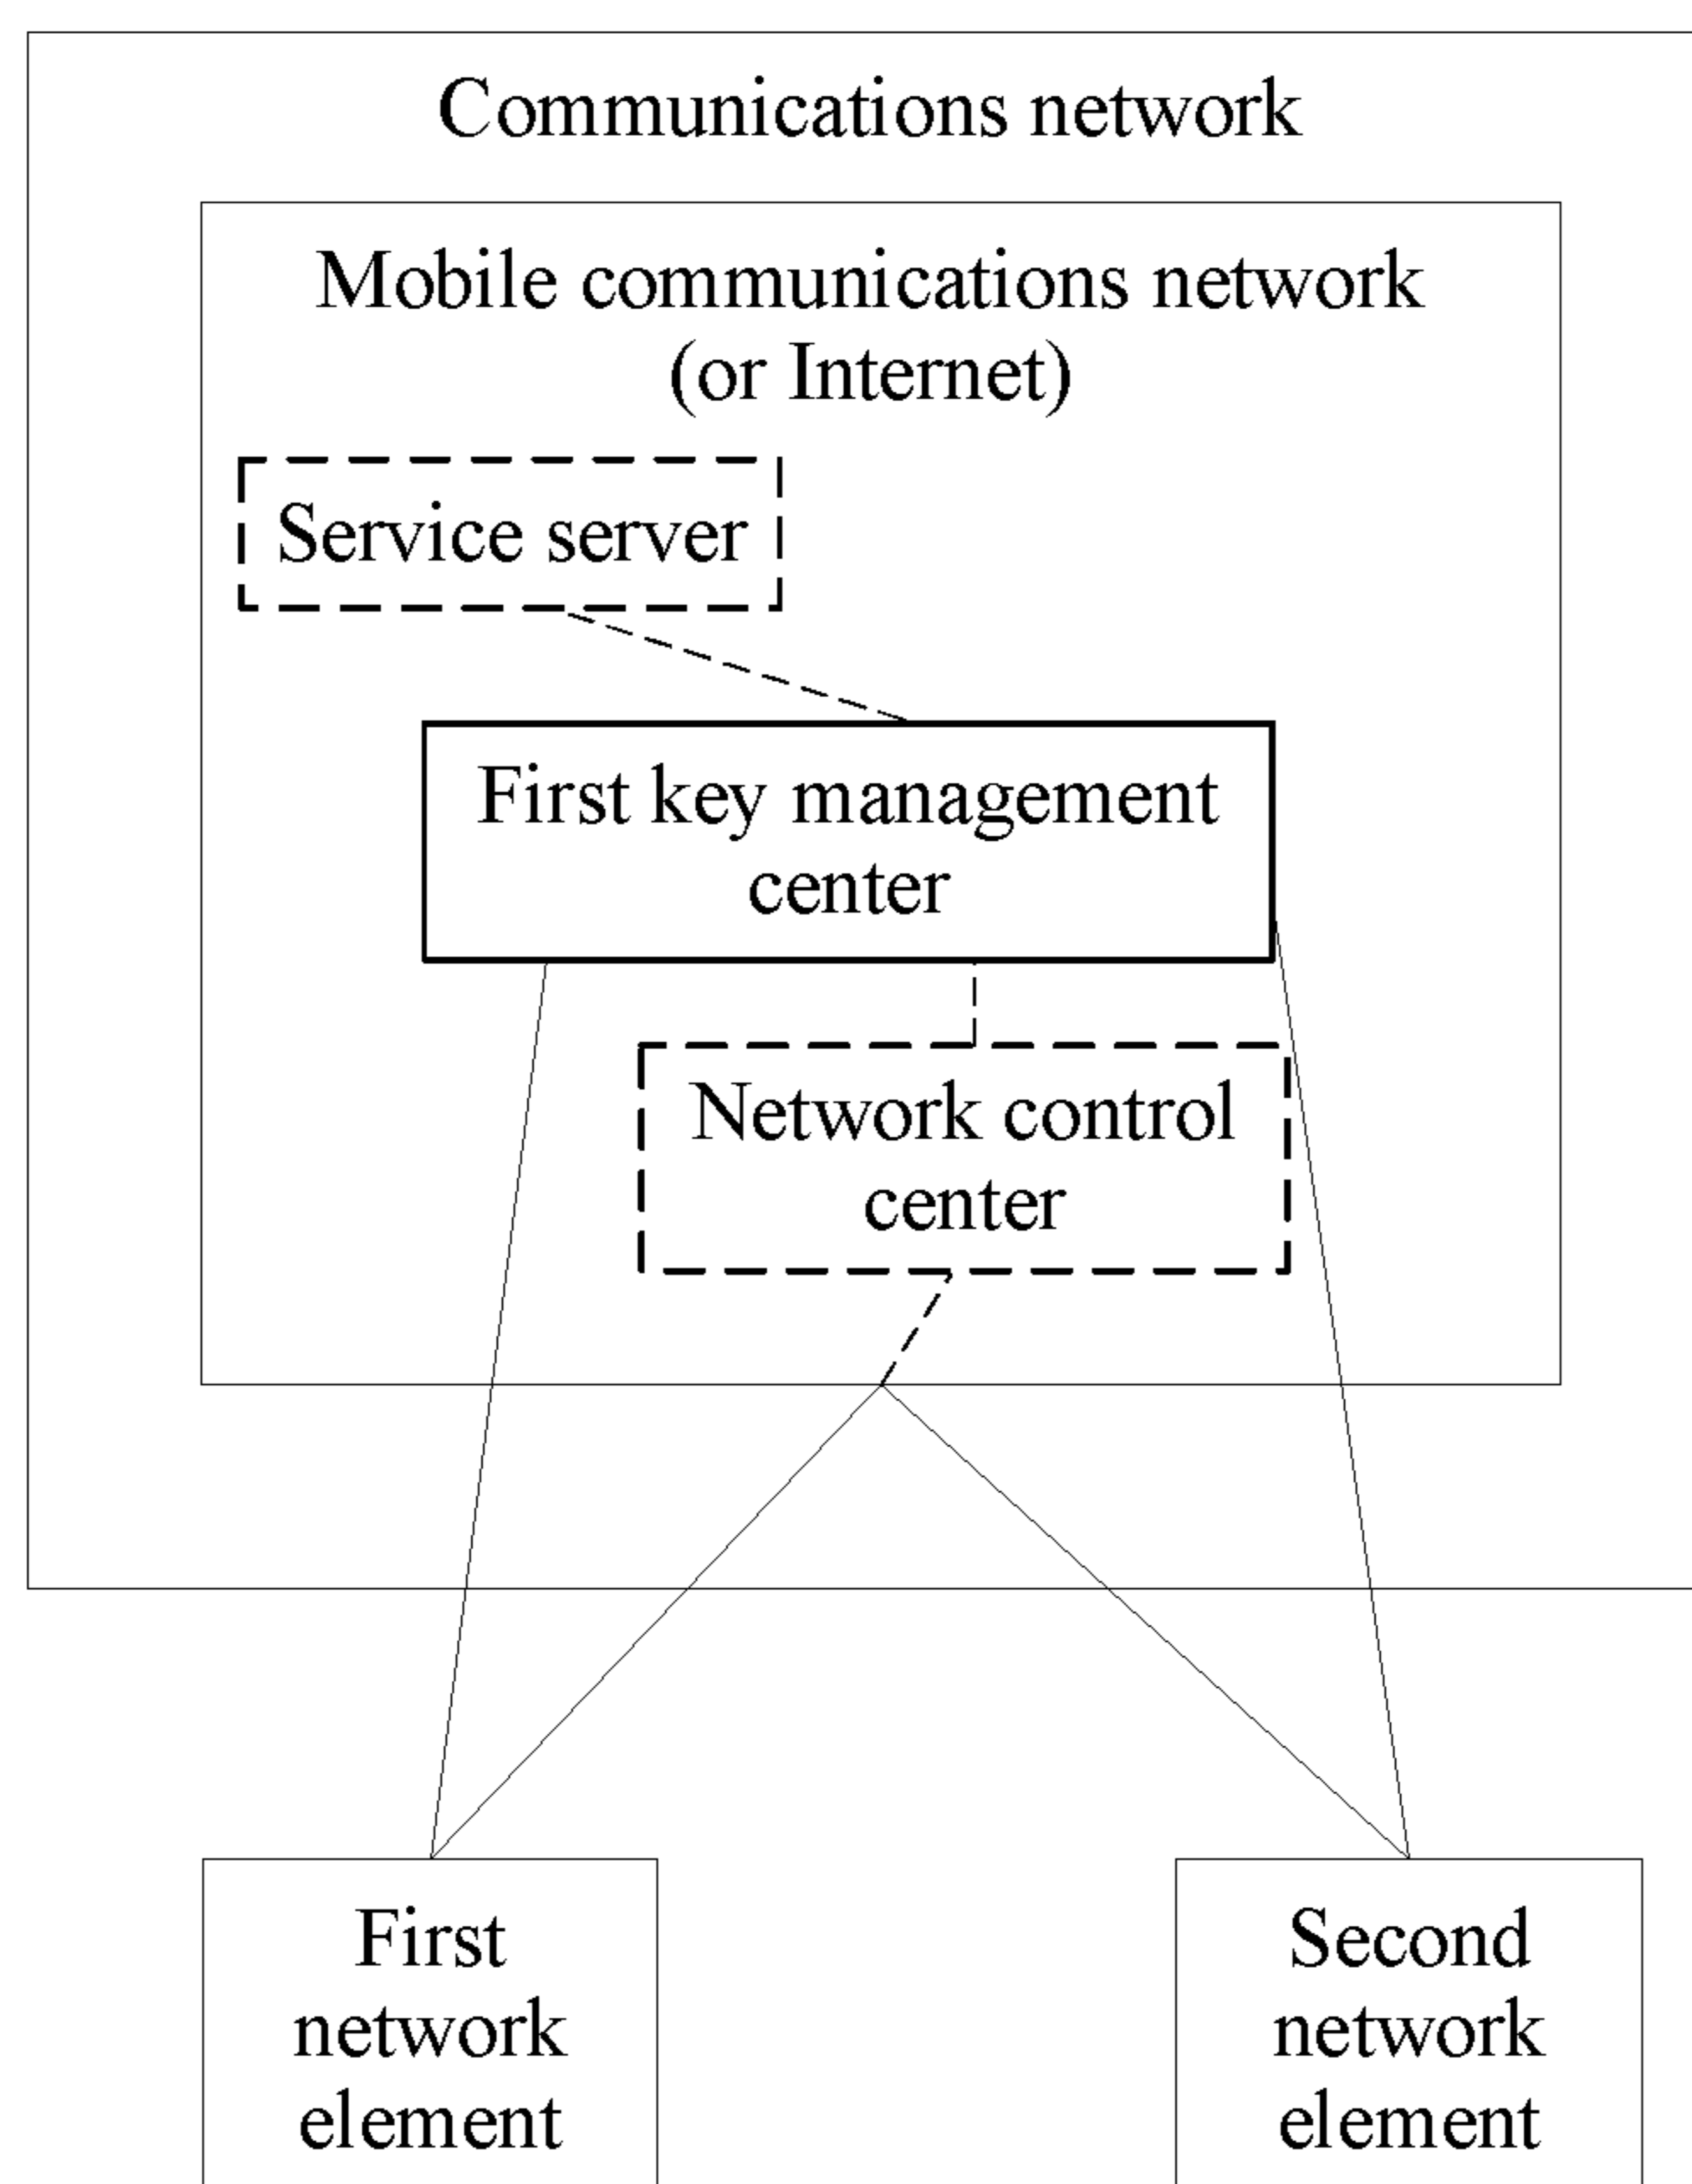 Communications network
Mobile communications network
(or Internet)
Service server
First key management
center
Network control
center
First
network
element
Second
network
element